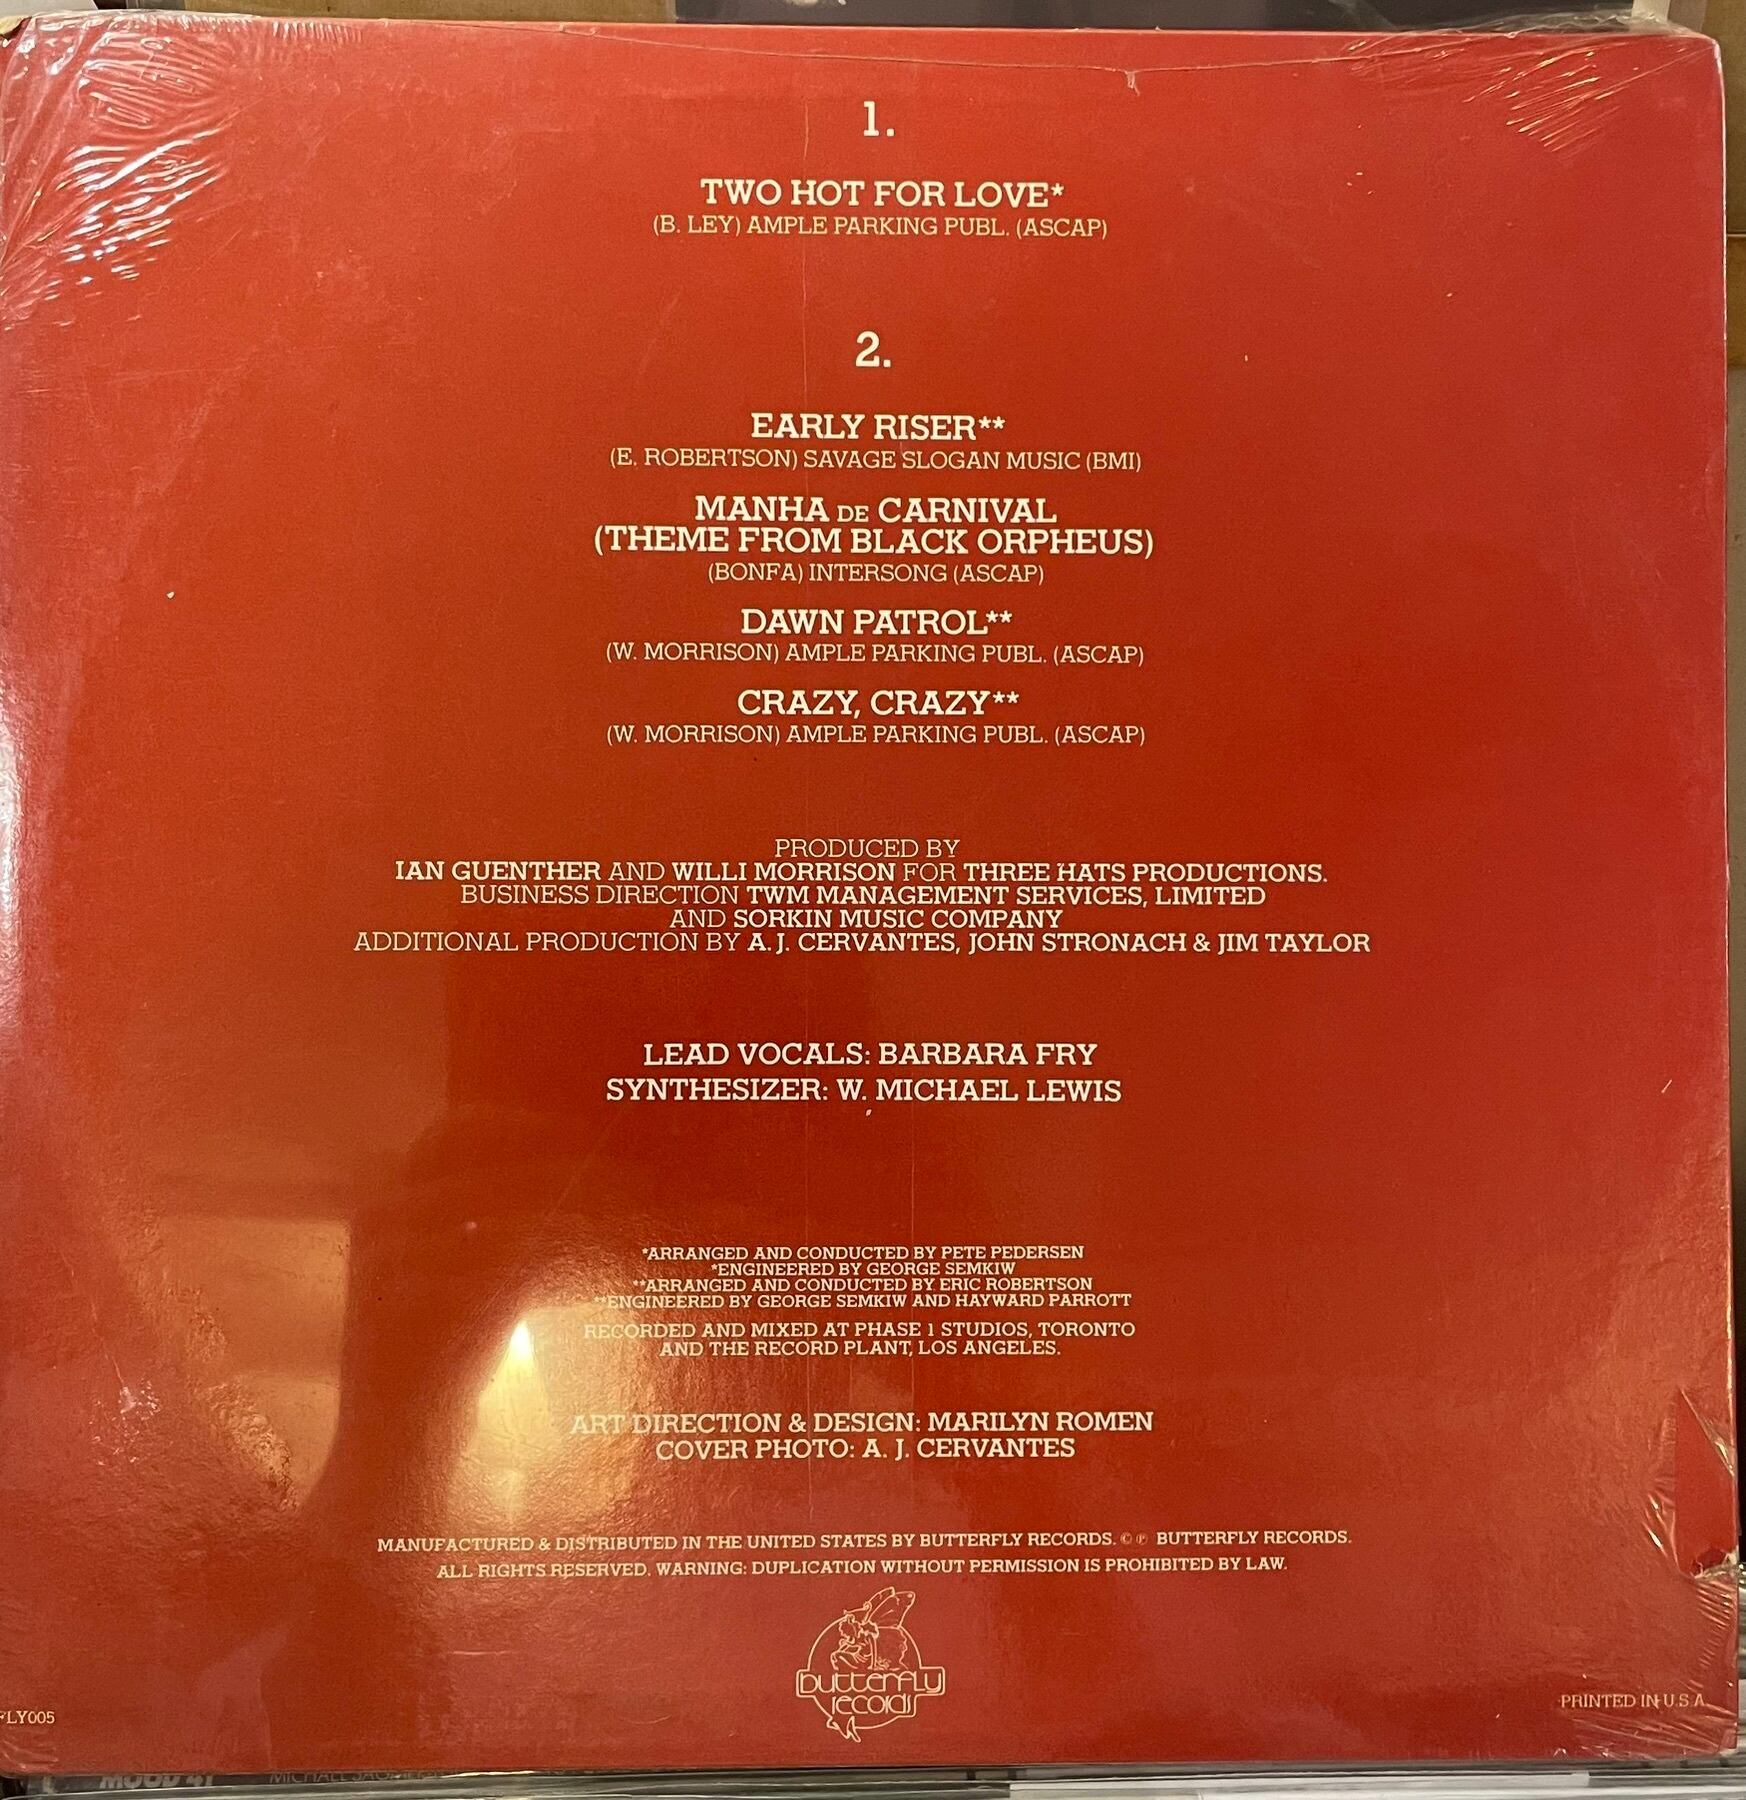 1.
TWO HOT FOR LOVE*
(B. LEY) AMPLE PARKING PUBL. (ASCAP)
2.
EARLY RISER**
(E. ROBERTSON) SAVAGE SLOGAN MUSIC (BMI)
MANHA DE CARNIVAL
(THEME FROM BLACK ORPHEUS)
(BONFA) INTERSONG (ASCAP)
DAWN PATROL**
(W. MORRISON) AMPLE PARKING PUBL. (ASCAP)
CRAZY, CRAZY**
(W. MORRISON) AMPLE PARKING PUBL. (ASCAP)
PRODUCED BY
IAN GUENTHER AND WILLI MORRISON FOR THREE HATS PRODUCTIONS.
BUSINESS DIRECTION TWM MANAGEMENT SERVICES, LIMITED
AND SORKIN MUSIC COMPANY
ADDITIONAL PRODUCTION BY A. J. CERVANTES, JOHN STRONACH & JIM TAYLOR
LEAD VOCALS: BARBARA FRY
SYNTHESIZER: W. MICHAEL LEWIS
*ARRANGED AND CONDUCTED BY PETE PEDERSEN
*ENGINEERED BY GEORGE SEMKIW
**ARRANGED AND CONDUCTED BY ERIC ROBERTSON
**ENGINEERED BY GEORGE SEMKIW AND HAYWARD PARROTT
RECORDED AND MIXED AT PHASE 1 STUDIOS, TORONTO
AND THE RECORD PLANT, LOS ANGELES.
ART DIRECTION & DESIGN: MARILYN ROMEN
COVER PHOTO: A. J. CERVANTES
MANUFACTURED & DISTRIBUTED IN THE UNITED STATES BY BUTTERFLY RECORDS. © ℗ BUTTERFLY RECORDS.
ALL RIGHTS RESERVED. WARNING: DUPLICATION WITHOUT PERMISSION IS PROHIBITED BY LAW.
butterfly
records
FLY005
PRINTED IN U.S.A.